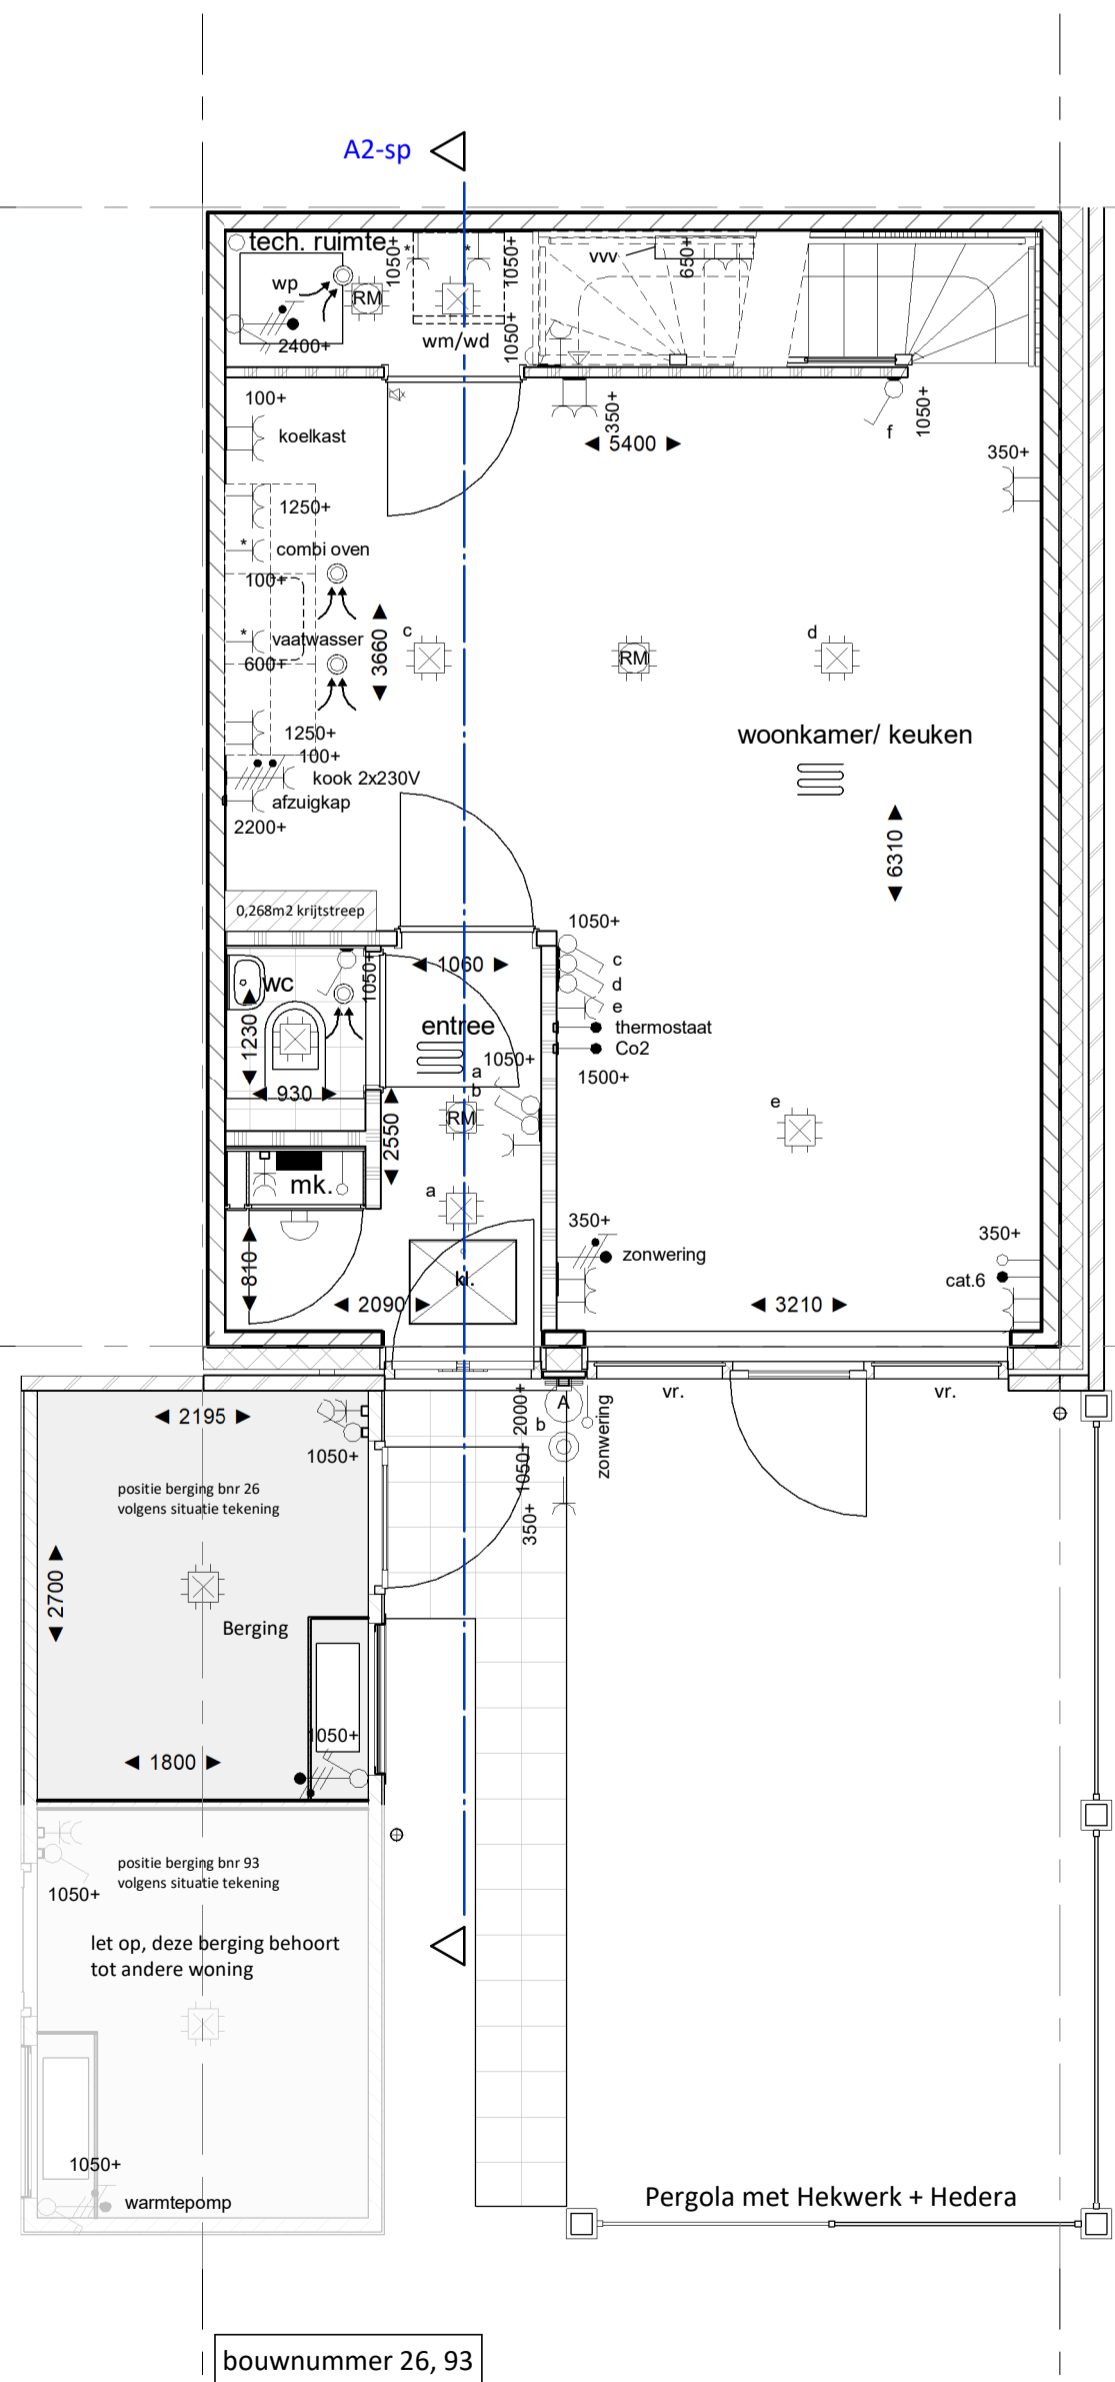 A2-sp
tech. ruimte
wp
RM
2400+
1050+
*
*
1050+
wm/wd
1050+
vvv
650+
100+
koelkast
350+
5400
f
1050+
350+
1250+
* combi oven
100+
* vaatwasser
600+
3660
c
RM
d
1250+
100+
kook 2x230V
afzuigkap
2200+
woonkamer/ keuken
6310
0,268m2 krijtstreep
1050+
WC
1050+
1060
c
d
e
1230
entree
thermostaat
Co2
1500+
930
1050+
a
b
RM
2550
e
mk.
a
810
kl.
2090
350+
zonwering
350+
cat.6
3210
vr.
vr.
2195
1050+
2000+
A
b
1050+
zonwering
350+
positie berging bnr 26
volgens situatie tekening
2700
Berging
1050+
1800
positie berging bnr 93
volgens situatie tekening
1050+
let op, deze berging behoort
tot andere woning
1050+
warmtepomp
Pergola met Hekwerk + Hedera
bouwnummer 26, 93